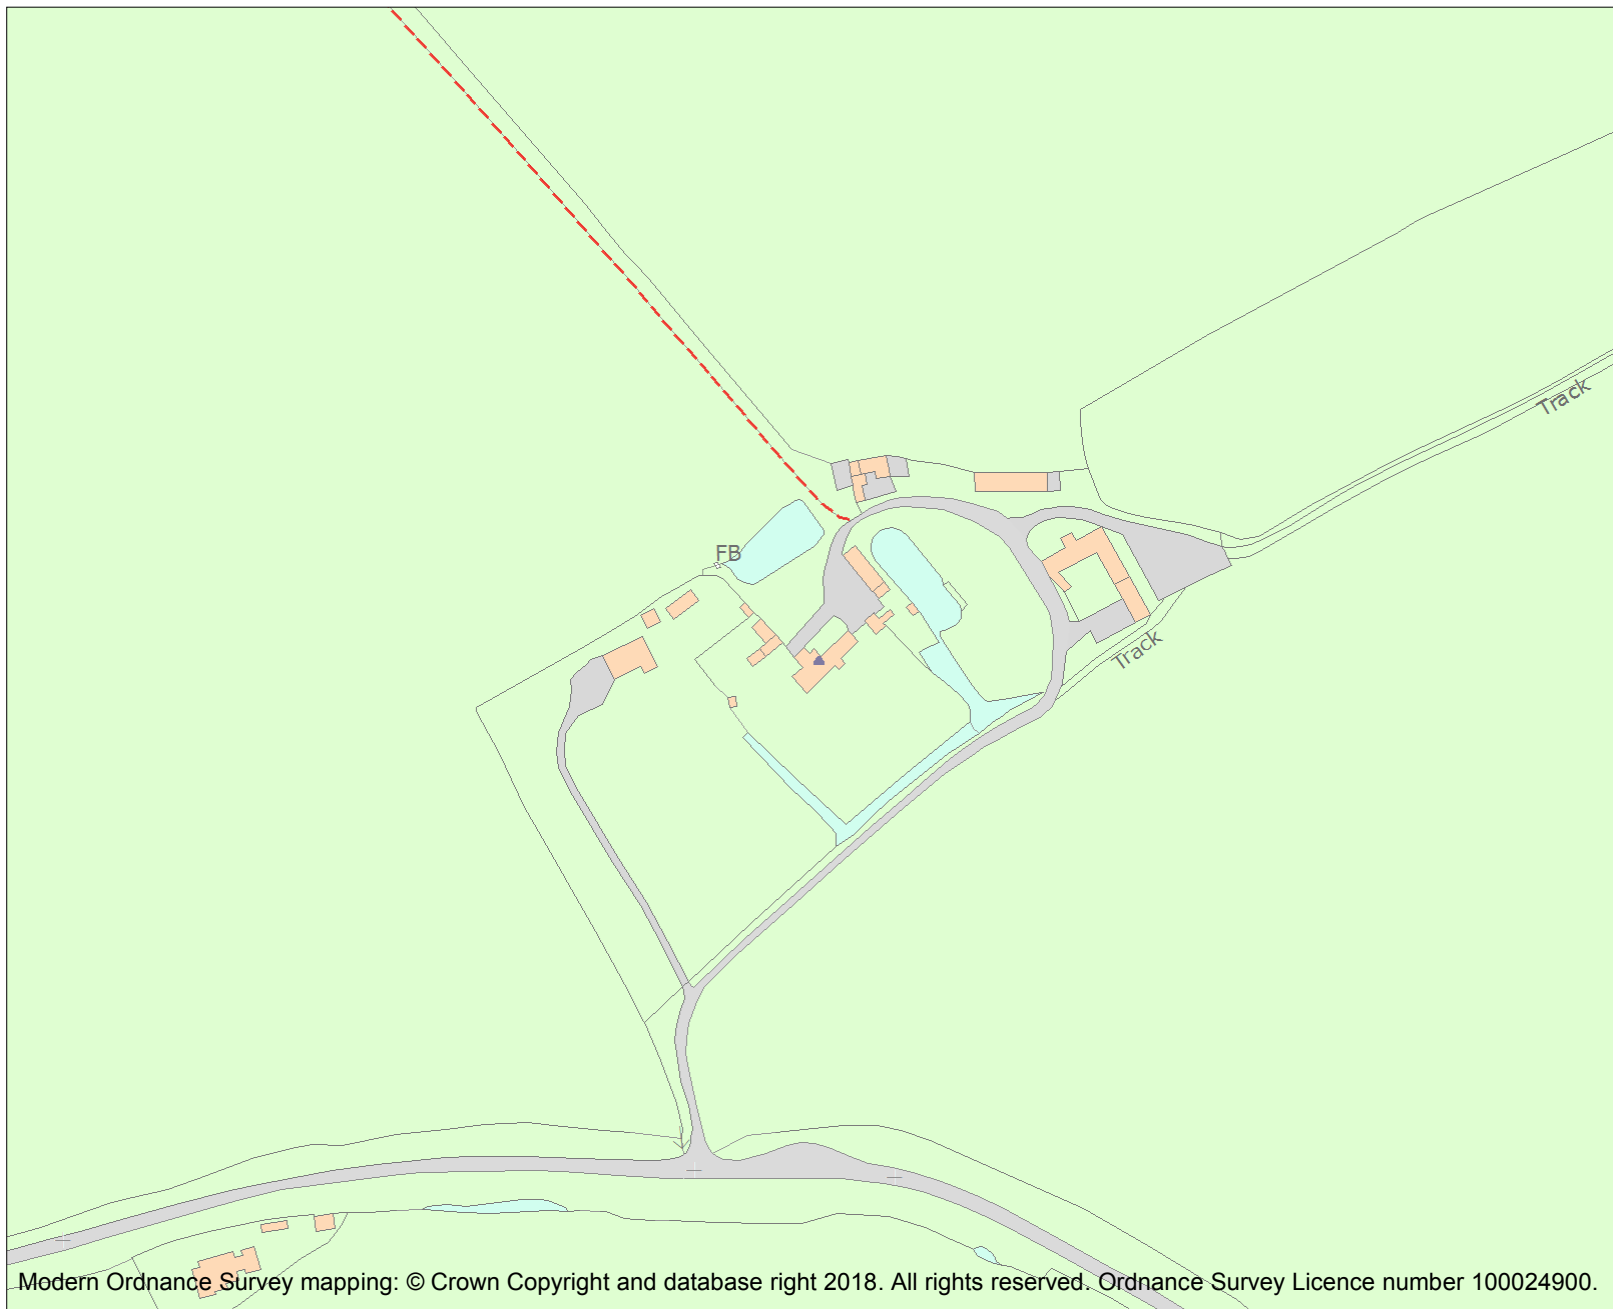 Track
FB
Track
Modern Ordnance Survey mapping: © Crown Copyright and database right 2018. All rights reserved. Ordnance Survey Licence number 100024900.